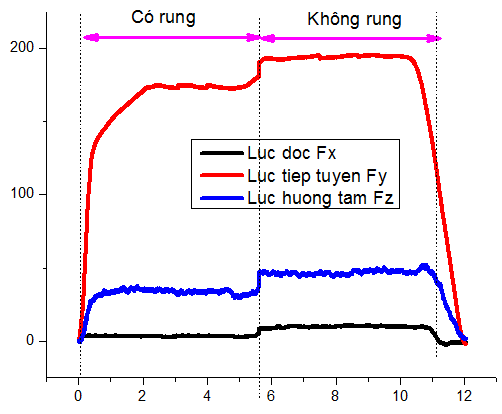 Có rung
Không rung
200
100
0
Luc doc Fx
Luc tiep tuyen Fy
Luc huong tam Fz
0 2 4 6 8 10 12